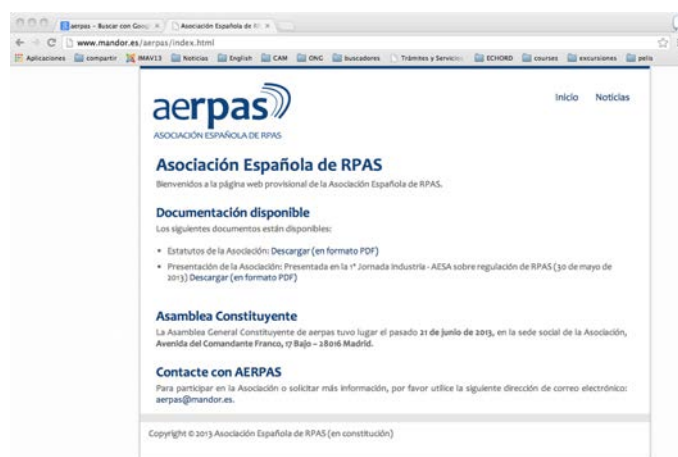 aerpas - Buscar con Goog
Asociación Española de RP
www.mandor.es/aerpas/index.html
Aplicaciones compartir IMAV13 Noticias English CAM ONG buscadores Trámites y Servicio ECHORD courses excursiones pelis
aerpas
ASOCIACIÓN ESPAÑOLA DE RPAS
Inicio Noticias
Asociación Española de RPAS
Bienvenidos a la página web provisional de la Asociación Española de RPAS.
Documentación disponible
Los siguientes documentos están disponibles:
• Estatutos de la Asociación: Descargar (en formato PDF)
• Presentación de la Asociación: Presentada en la 1ª Jornada Industria - AESA sobre regulación de RPAS (30 de mayo de
2013) Descargar (en formato PDF)
Asamblea Constituyente
La Asamblea General Constituyente de aerpas tuvo lugar el pasado 21 de junio de 2013, en la sede social de la Asociación,
Avenida del Comandante Franco, 17 Bajo – 28016 Madrid.
Contacte con AERPAS
Para participar en la Asociación o solicitar más información, por favor utilice la siguiente dirección de correo electrónico:
aerpas@mandor.es.
Copyright © 2013 Asociación Española de RPAS (en constitución)